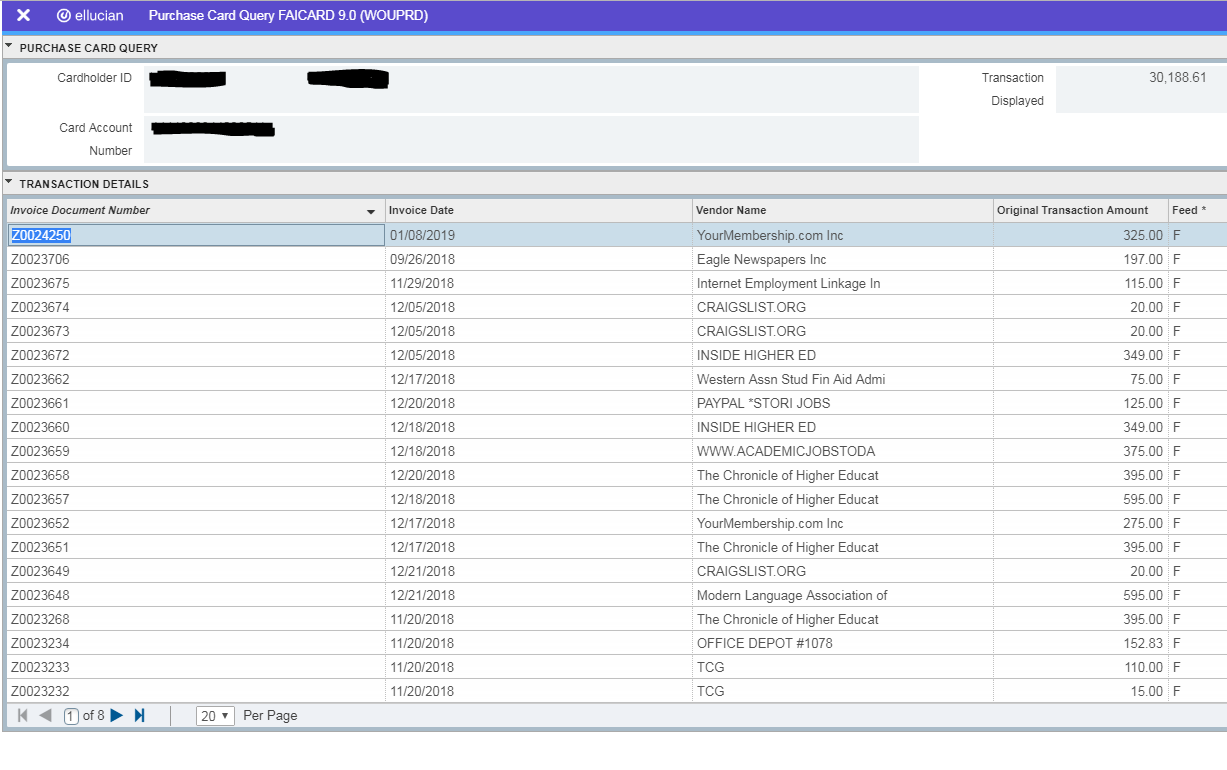 ellucian Purchase Card Query FAICARD 9.0 (WOUPRD)
PURCHASE CARD QUERY
Cardholder ID
Transaction 30,188.61
Displayed
Card Account
Number
TRANSACTION DETAILS
Invoice Document Number Invoice Date Vendor Name Original Transaction Amount Feed *
Z0024250 01/08/2019 YourMembership.com Inc 325.00 F
Z0023706 09/26/2018 Eagle Newspapers Inc 197.00 F
Z0023675 11/29/2018 Internet Employment Linkage In 115.00 F
Z0023674 12/05/2018 CRAIGSLIST.ORG 20.00 F
Z0023673 12/05/2018 CRAIGSLIST.ORG 20.00 F
Z0023672 12/05/2018 INSIDE HIGHER ED 349.00 F
Z0023662 12/17/2018 Western Assn Stud Fin Aid Admi 75.00 F
Z0023661 12/20/2018 PAYPAL *STORI JOBS 125.00 F
Z0023660 12/18/2018 INSIDE HIGHER ED 349.00 F
Z0023659 12/18/2018 WWW.ACADEMICJOBSTODA 375.00 F
Z0023658 12/20/2018 The Chronicle of Higher Educat 395.00 F
Z0023657 12/18/2018 The Chronicle of Higher Educat 595.00 F
Z0023652 12/17/2018 YourMembership.com Inc 275.00 F
Z0023651 12/17/2018 The Chronicle of Higher Educat 395.00 F
Z0023649 12/21/2018 CRAIGSLIST.ORG 20.00 F
Z0023648 12/21/2018 Modern Language Association of 595.00 F
Z0023268 11/20/2018 The Chronicle of Higher Educat 395.00 F
Z0023234 11/20/2018 OFFICE DEPOT #1078 152.83 F
Z0023233 11/20/2018 TCG 110.00 F
Z0023232 11/20/2018 TCG 15.00 F
1 of 8 20 Per Page